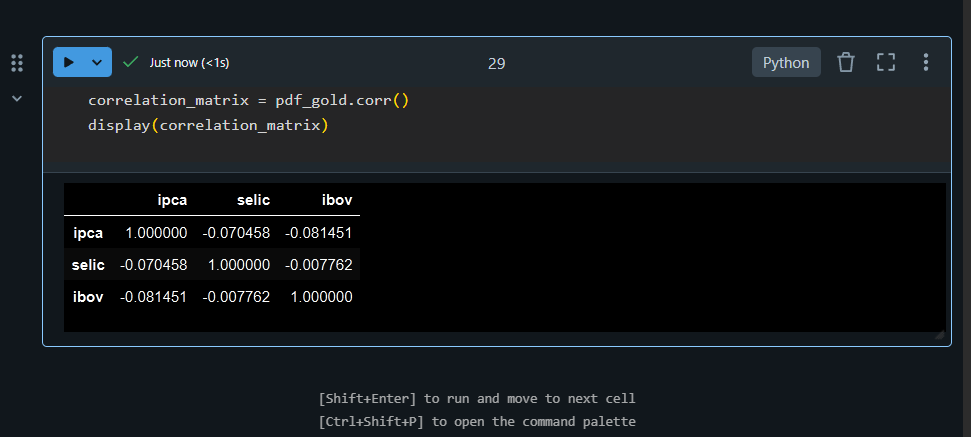 Just now (<1s)
29
Python
correlation_matrix = pdf_gold.corr()
display(correlation_matrix)
ipca selic ibov
ipca 1.000000 -0.070458 -0.081451
selic -0.070458 1.000000 -0.007762
ibov -0.081451 -0.007762 1.000000
[Shift+Enter] to run and move to next cell
[Ctrl+Shift+P] to open the command palette